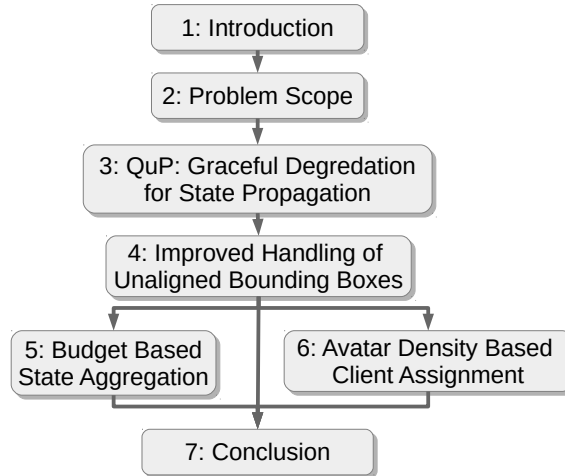 1: Introduction
2: Problem Scope
3: QuP: Graceful Degredation
for State Propagation
4: Improved Handling of
Unaligned Bounding Boxes
5: Budget Based
State Aggregation
6: Avatar Density Based
Client Assignment
7: Conclusion